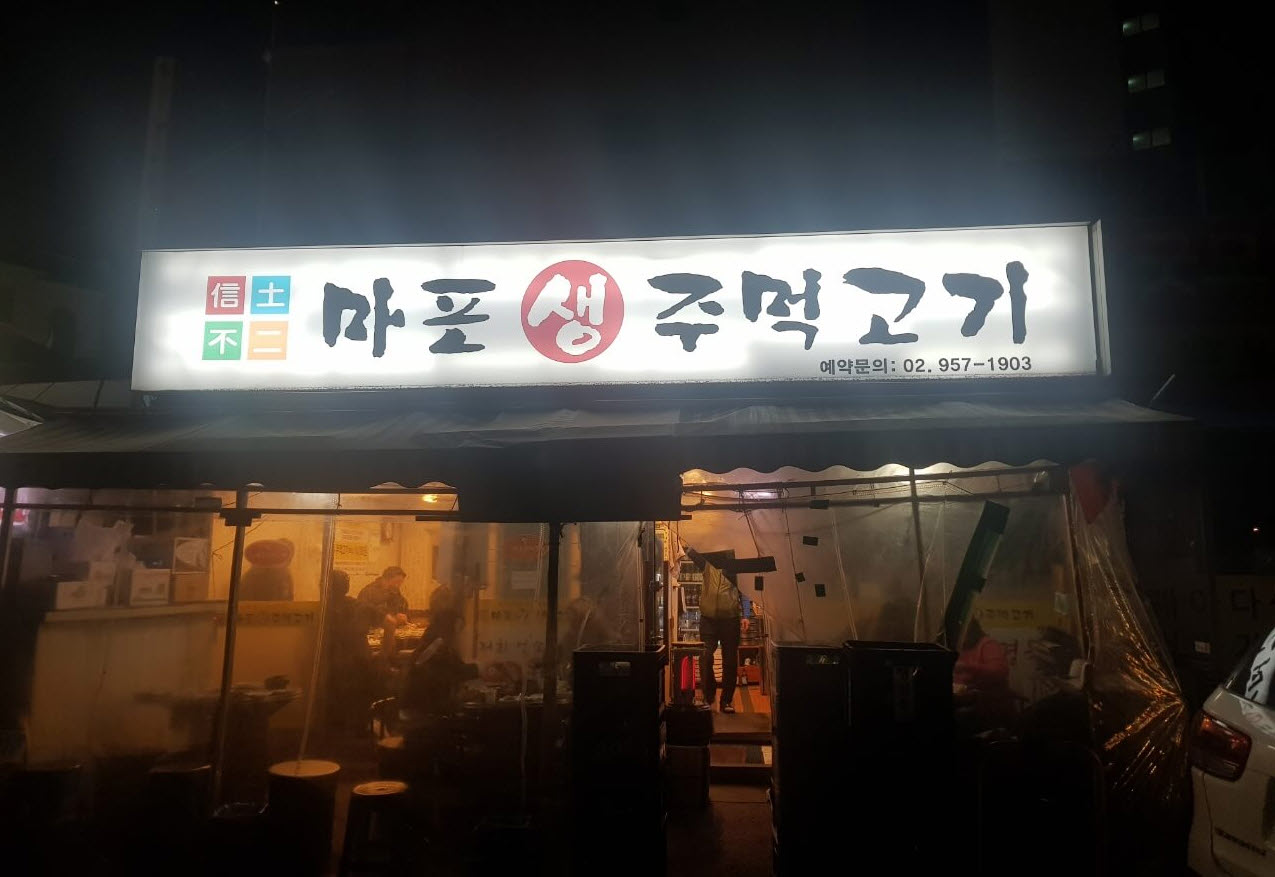 信土
不二
마포 생 주먹고기
예약문의: 02. 957-1903